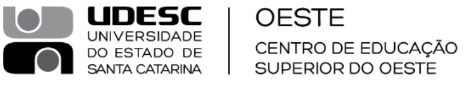 UDESC
UNIVERSIDADE
DO ESTADO DE
SANTA CATARINA
OESTE
CENTRO DE EDUCAÇÃO
SUPERIOR DO OESTE